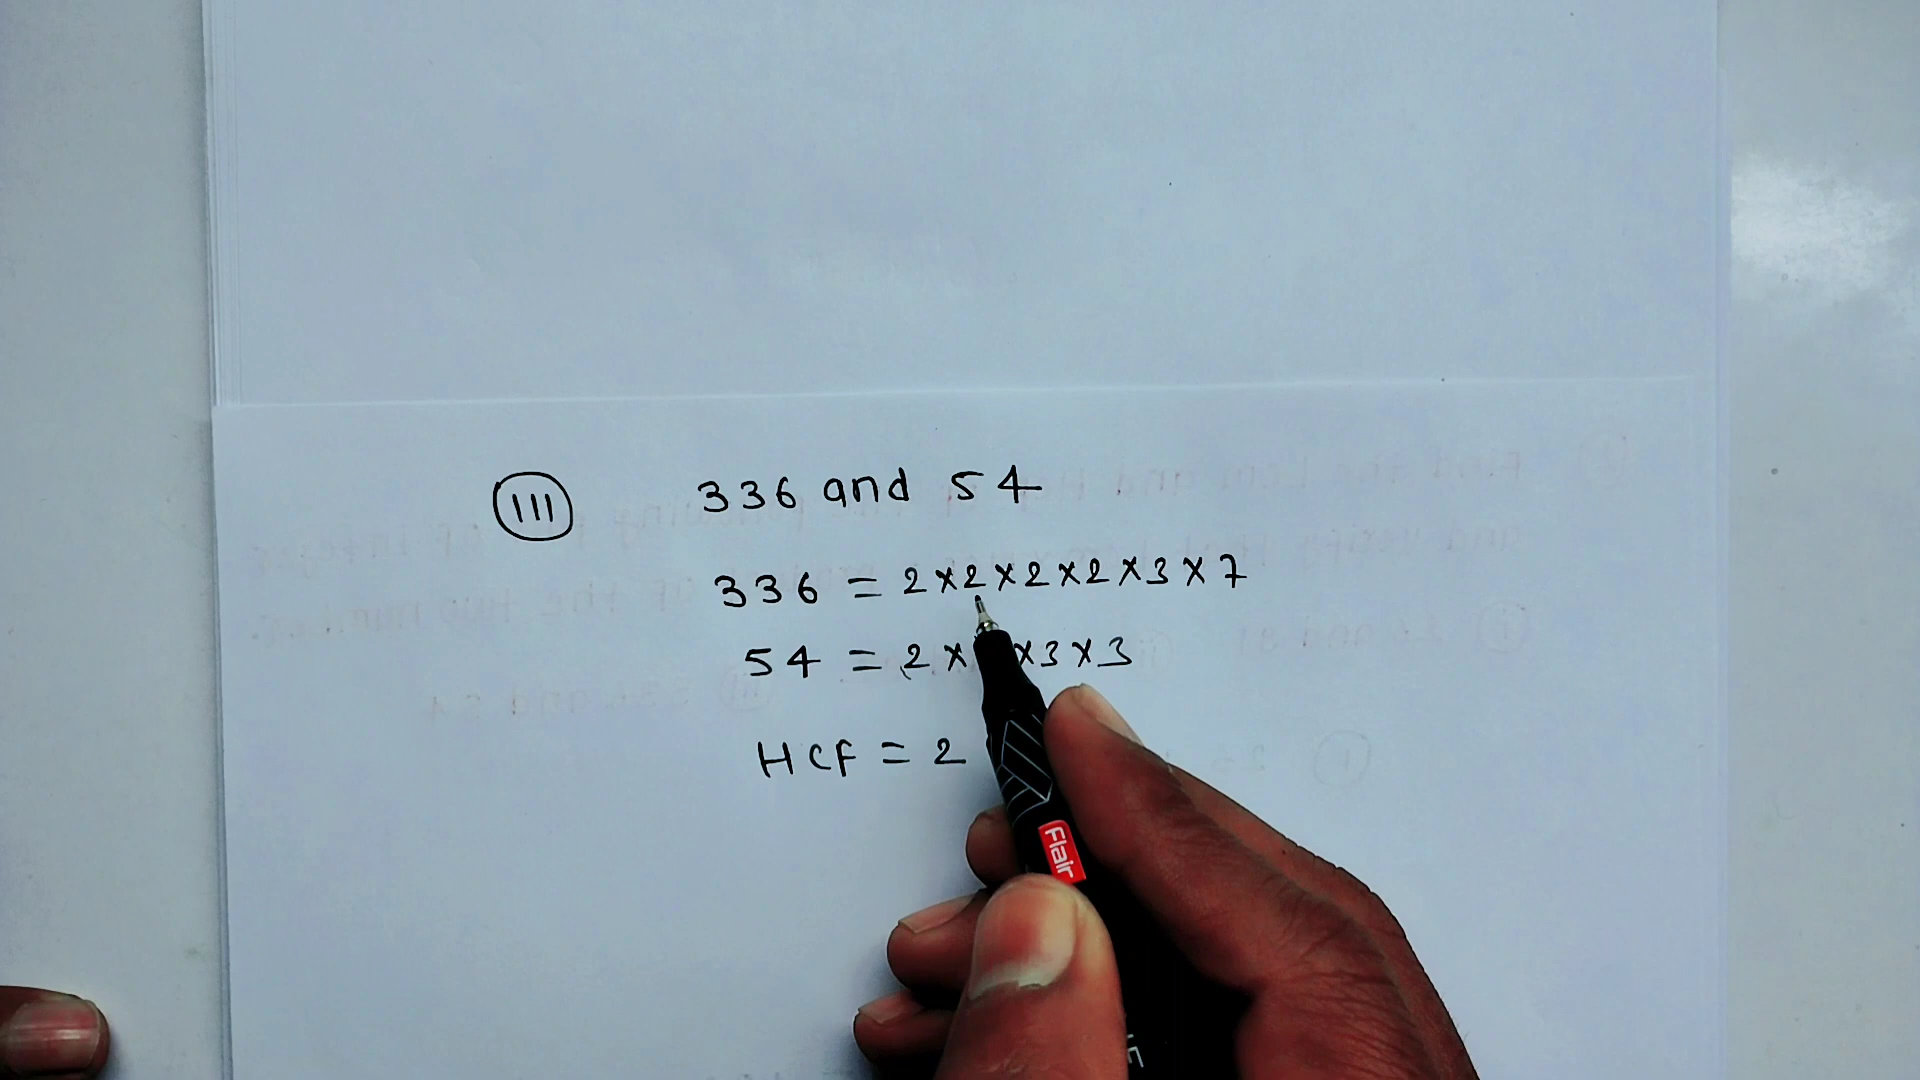 III 336 and 54
336 = 2×2×2×2×3×7
54 = 2× ×3×3
HCF = 2
Flair